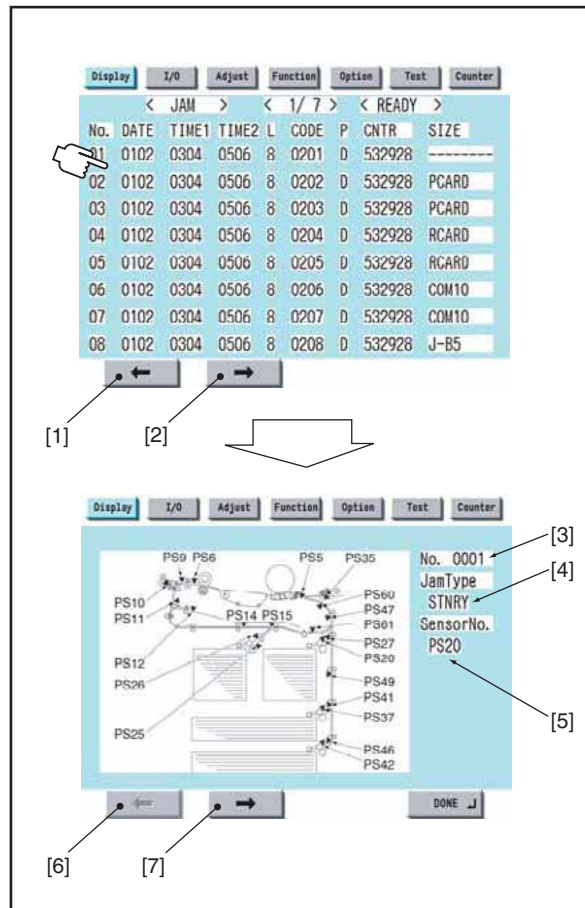 Display I/O Adjust Function Option Test Counter
< JAM > < 1/ 7 > < READY >
No. DATE TIME1 TIME2 L CODE P CNTR SIZE
01 0102 0304 0506 8 0201 D 532928 --------
02 0102 0304 0506 8 0202 D 532928 PCARD
03 0102 0304 0506 8 0203 D 532928 PCARD
04 0102 0304 0506 8 0204 D 532928 RCARD
05 0102 0304 0506 8 0205 D 532928 RCARD
06 0102 0304 0506 8 0206 D 532928 COM10
07 0102 0304 0506 8 0207 D 532928 COM10
08 0102 0304 0506 8 0208 D 532928 J-B5
[1] [2]
Display I/O Adjust Function Option Test Counter
[3]
[4]
[5]
No. 0001
JamType
STNRY
SensorNo.
PS20
PS9 PS6 PS5 PS35
PS10 PS60
PS11 PS14 PS15 PS47
PS61
PS12 PS27
PS26 PS20
PS49
PS25 PS41
PS37
PS46
PS42
DONE
[6] [7]